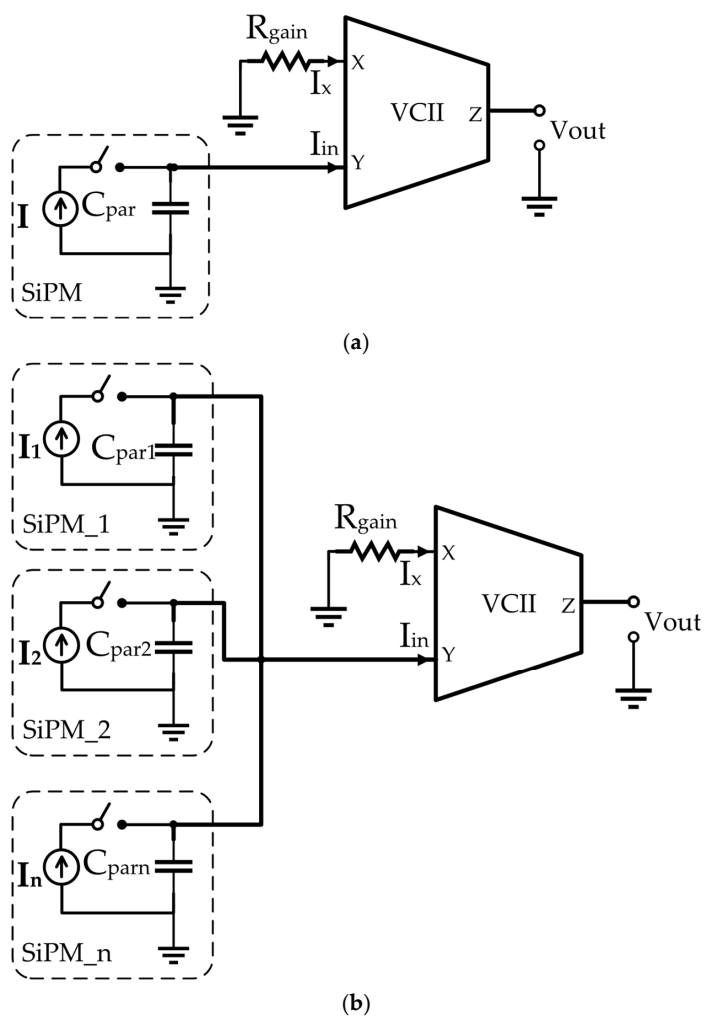 Rgain
Ix
X
VCII
Z
Vout
Iin
Y
I
Cpar
SiPM
(a)
I1
Cpar1
SiPM_1
Rgain
Ix
X
VCII
Z
Vout
Iin
Y
I2
Cpar2
SiPM_2
In
Cparn
SiPM_n
(b)